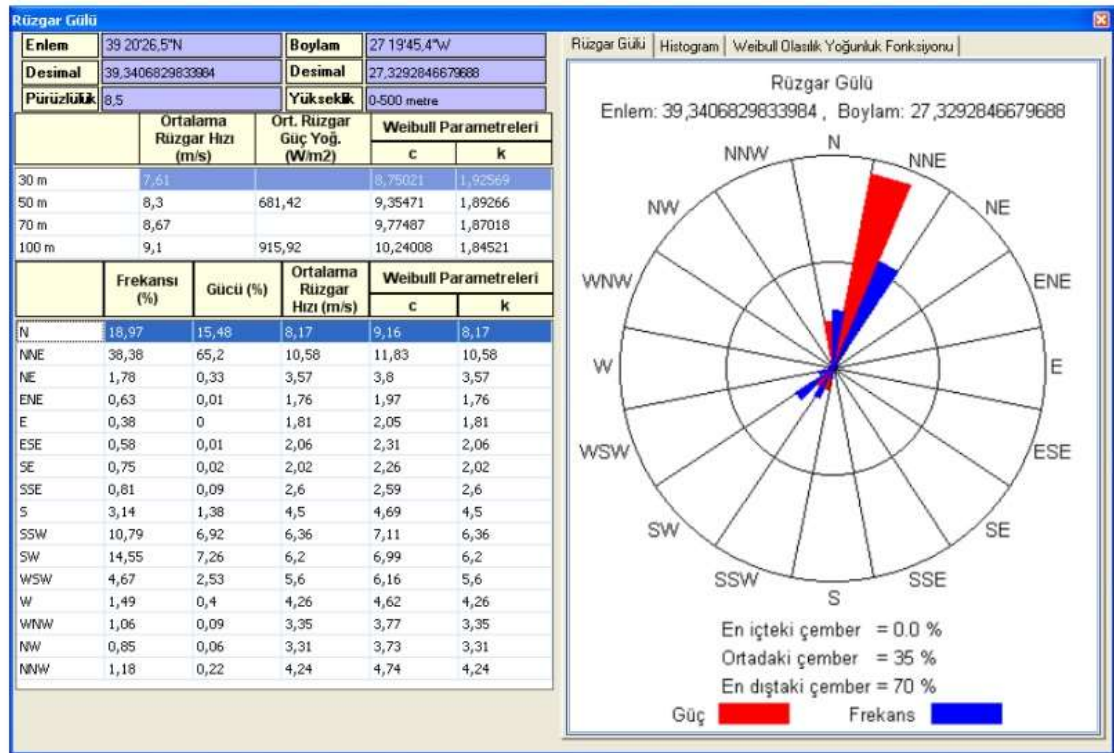 Rüzgar Gülü
Enlem 39 20'26,5"N Boylam 27 19'45,4"W
Desimal 39,3406829833984 Desimal 27,3292846679688
Pürüzlülük 8,5 Yükseklik 0-500 metre
Ortalama Rüzgar Hızı (m/s) Ort. Rüzgar Güç Yoğ. (W/m2) Weibull Parametreleri
c k
30 m 7,61 8,75021 1,92569
50 m 8,3 681,42 9,35471 1,89266
70 m 8,67 9,77487 1,87018
100 m 9,1 915,92 10,24008 1,84521
Frekansı (%) Gücü (%) Ortalama Rüzgar Hızı (m/s) Weibull Parametreleri
c k
N 18,97 15,48 8,17 9,16 8,17
NNE 38,38 65,2 10,58 11,83 10,58
NE 1,78 0,33 3,57 3,8 3,57
ENE 0,63 0,01 1,76 1,97 1,76
E 0,38 0 1,81 2,05 1,81
ESE 0,58 0,01 2,06 2,31 2,06
SE 0,75 0,02 2,02 2,26 2,02
SSE 0,81 0,09 2,6 2,59 2,6
S 3,14 1,38 4,5 4,69 4,5
SSW 10,79 6,92 6,36 7,11 6,36
SW 14,55 7,26 6,2 6,99 6,2
WSW 4,67 2,53 5,6 6,16 5,6
W 1,49 0,4 4,26 4,62 4,26
WNW 1,06 0,09 3,35 3,77 3,35
NW 0,85 0,06 3,31 3,73 3,31
NNW 1,18 0,22 4,24 4,74 4,24
Rüzgar Gülü Histogram Weibull Olasılık Yoğunluk Fonksiyonu
Rüzgar Gülü
Enlem: 39,3406829833984 , Boylam: 27,3292846679688
N
NNW NNE
NW NE
WNW ENE
W E
WSW ESE
SW SE
SSW SSE
S
En içteki çember = 0.0 %
Ortadaki çember = 35 %
En dıştaki çember = 70 %
Güç Frekans